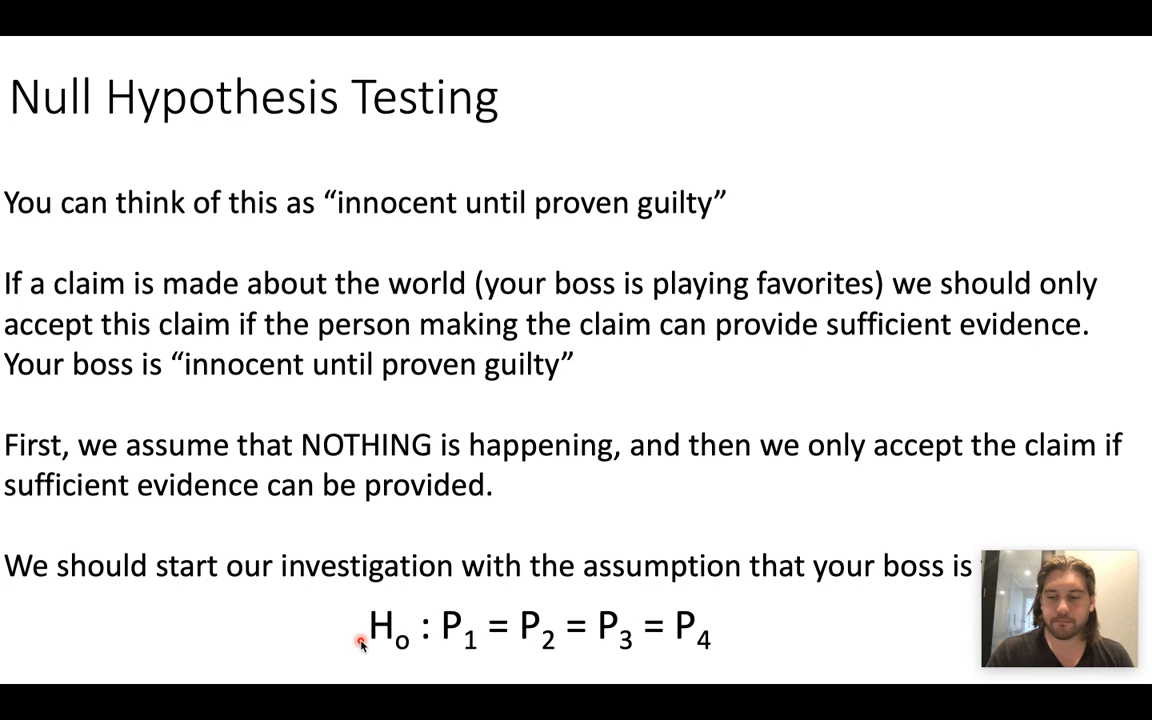 Null Hypothesis Testing
You can think of this as “innocent until proven guilty”
If a claim is made about the world (your boss is playing favorites) we should only
accept this claim if the person making the claim can provide sufficient evidence.
Your boss is “innocent until proven guilty”
First, we assume that NOTHING is happening, and then we only accept the claim if
sufficient evidence can be provided.
We should start our investigation with the assumption that your boss is
Hₒ : P₁ = P₂ = P₃ = P₄